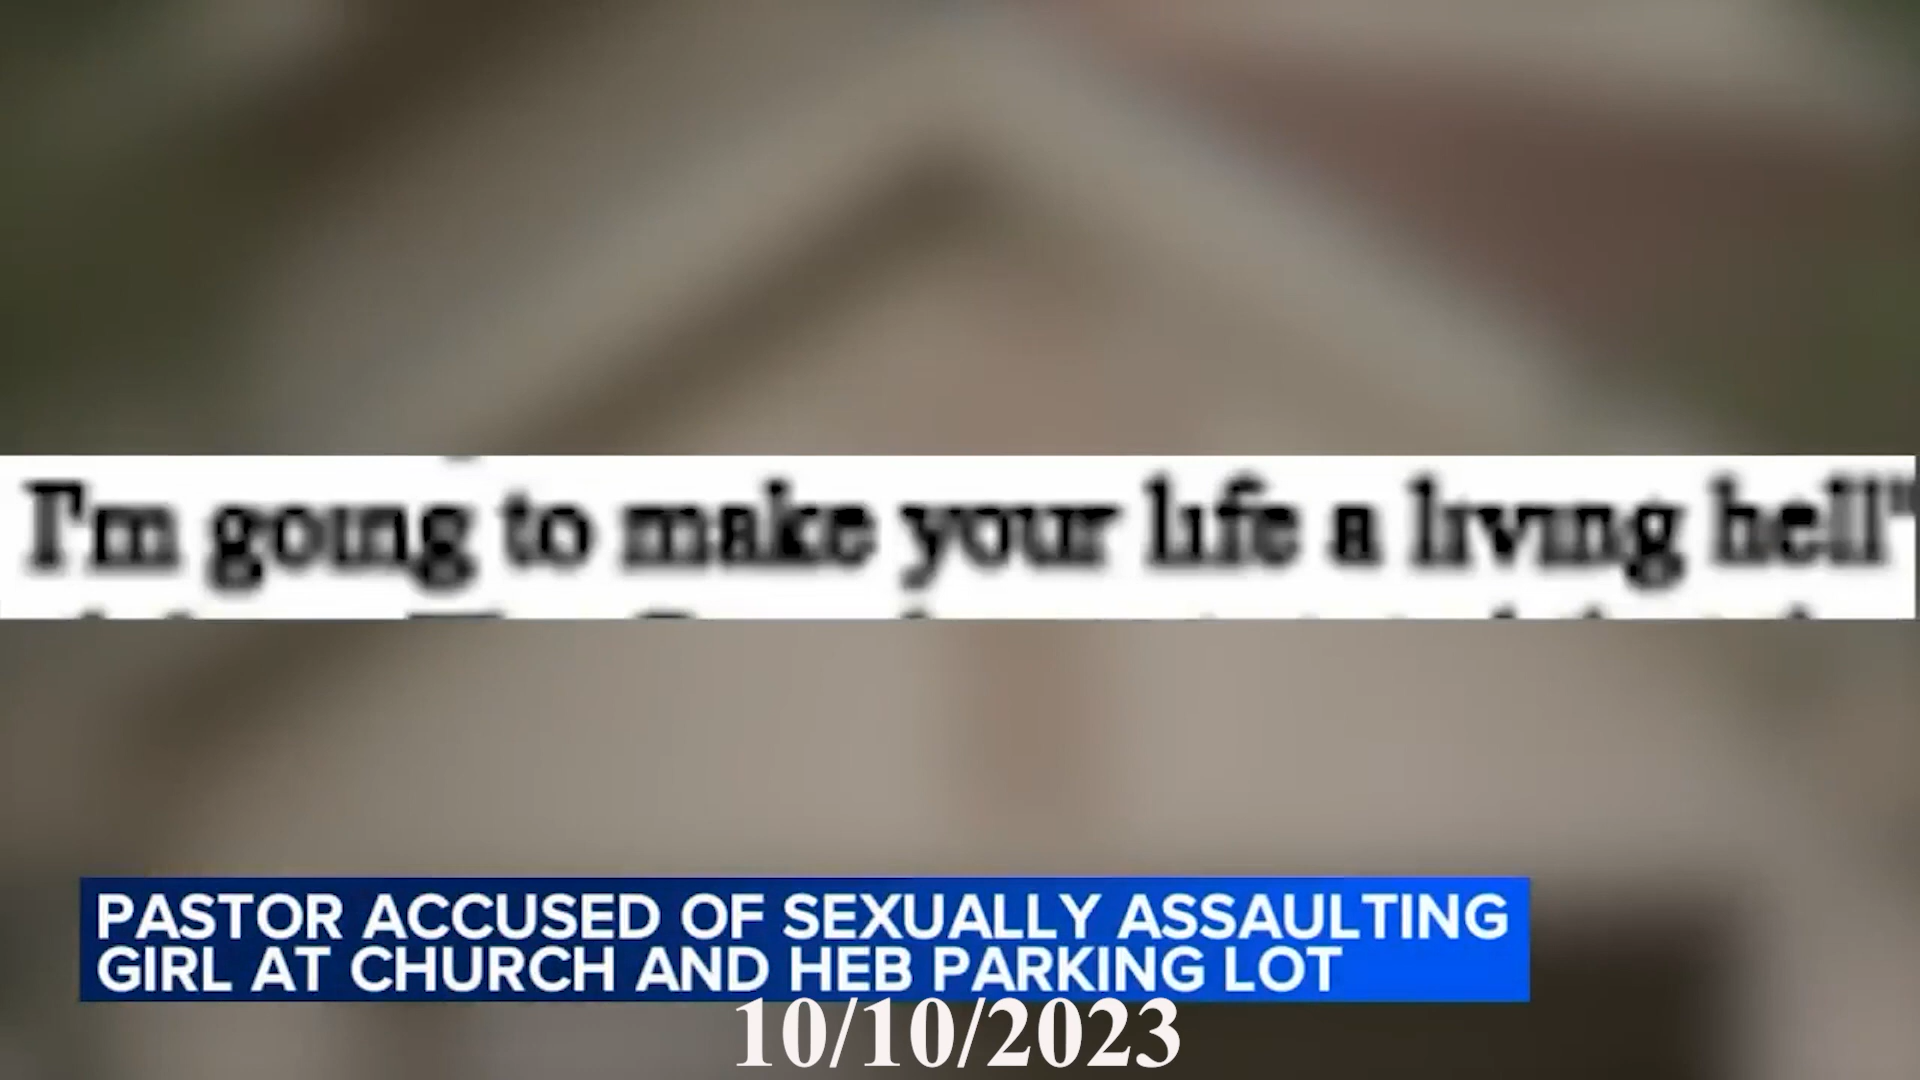 I'm going to make your life a living hell"
PASTOR ACCUSED OF SEXUALLY ASSAULTING
GIRL AT CHURCH AND HEB PARKING LOT
10/10/2023